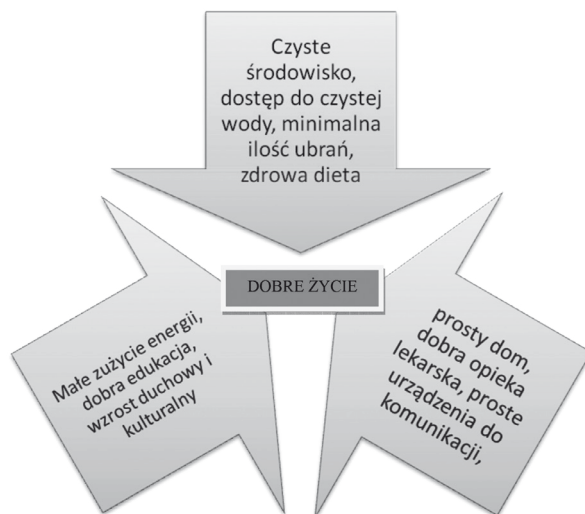 Czyste
środowisko,
dostęp do czystej
wody, minimalna
ilość ubrań,
zdrowa dieta
DOBRE ŻYCIE
Małe zużycie energii,
dobra edukacja,
wzrost duchowy i
kulturalny
prosty dom,
dobra opieka
lekarska, proste
urządzenia do
komunikacji,